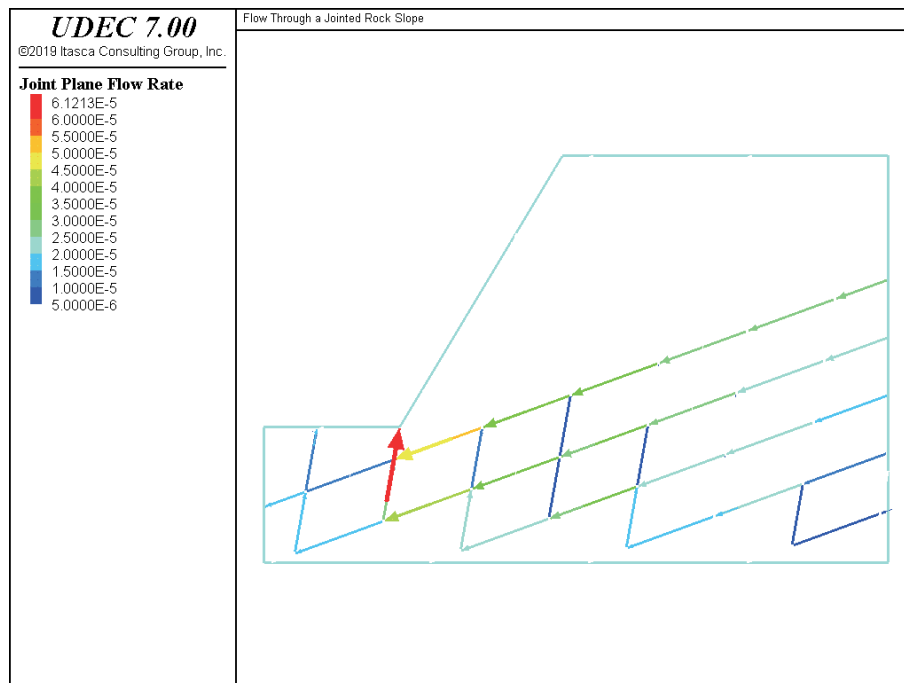 UDEC 7.00
©2019 Itasca Consulting Group, Inc.
Flow Through a Jointed Rock Slope
Joint Plane Flow Rate
6.1213E-5
6.0000E-5
5.5000E-5
5.0000E-5
4.5000E-5
4.0000E-5
3.5000E-5
3.0000E-5
2.5000E-5
2.0000E-5
1.5000E-5
1.0000E-5
5.0000E-6